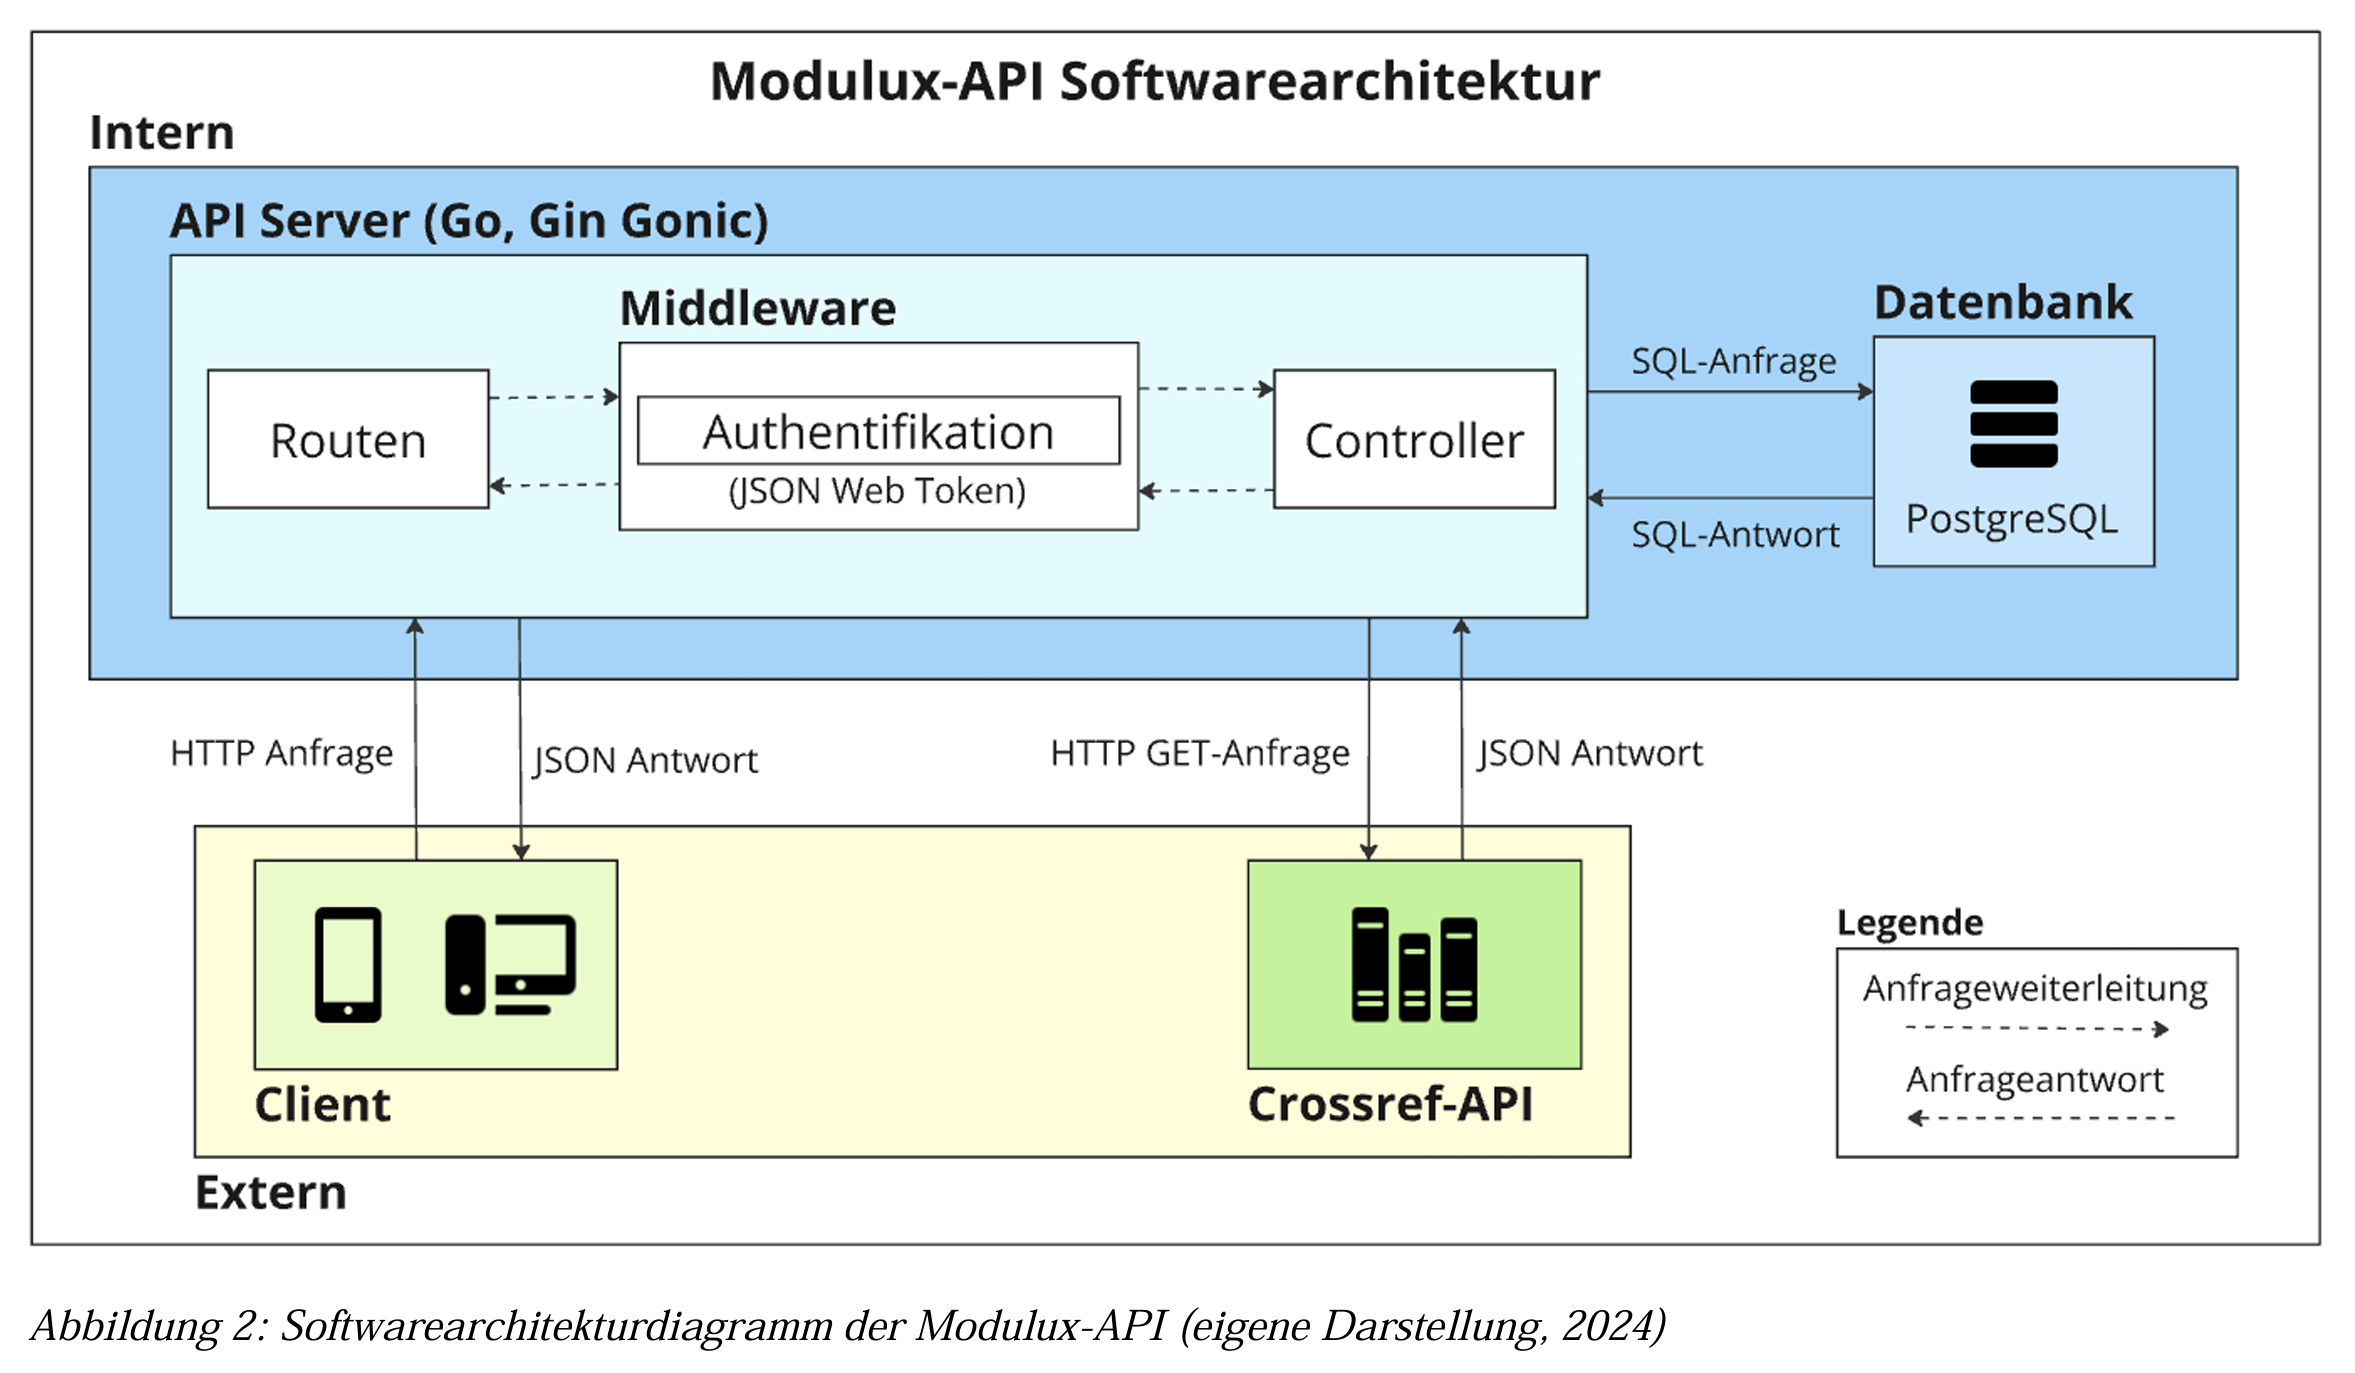 Modulux-API Softwarearchitektur
Intern
API Server (Go, Gin Gonic)
Middleware
Routen
Authentifikation
(JSON Web Token)
Controller
SQL-Anfrage
SQL-Antwort
Datenbank
PostgreSQL
HTTP Anfrage
JSON Antwort
HTTP GET-Anfrage
JSON Antwort
Client
Crossref-API
Extern
Legende
Anfrageweiterleitung
Anfrageantwort
Abbildung 2: Softwarearchitekturdiagramm der Modulux-API (eigene Darstellung, 2024)